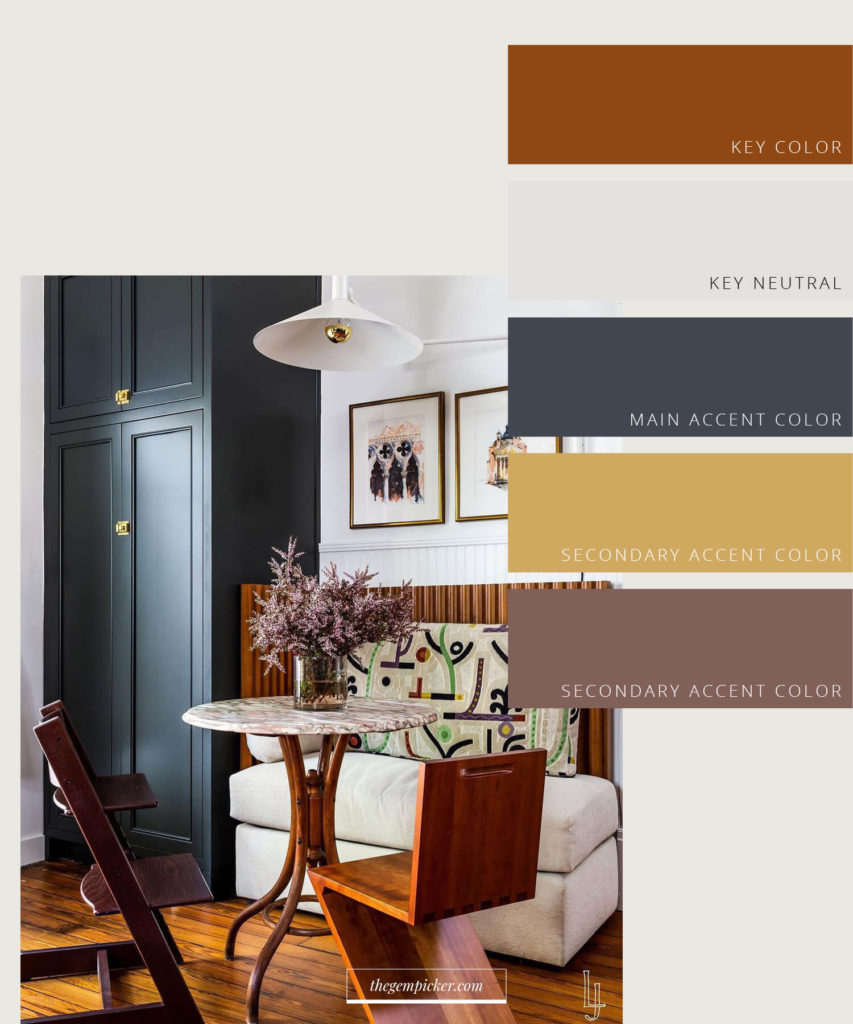 KEY COLOR
KEY NEUTRAL
MAIN ACCENT COLOR
SECONDARY ACCENT COLOR
SECONDARY ACCENT COLOR
thegempicker.com
LJ